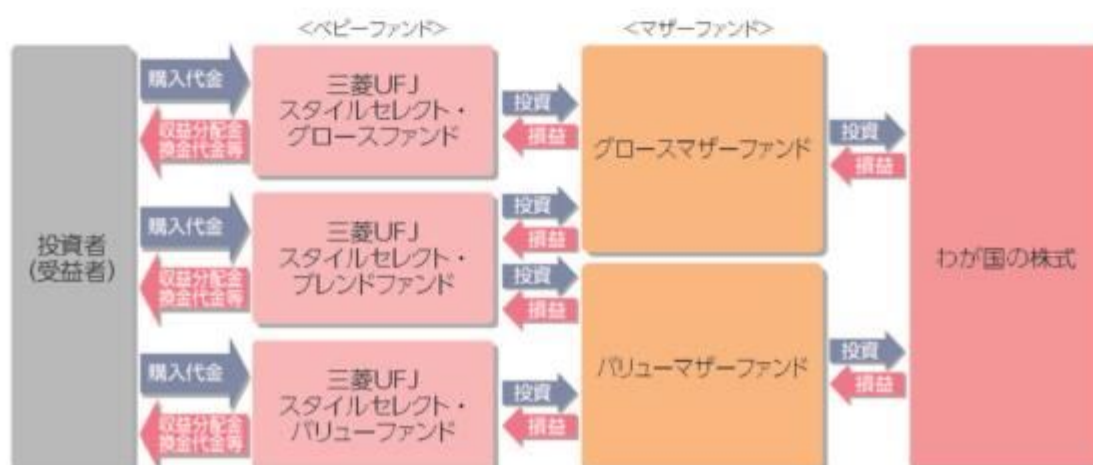 <ベビーファンド>
<マザーファンド>
投資者
(受益者)
購入代金
収益分配金
換金代金等
三菱UFJ
スタイルセレクト・
グロースファンド
投資
損益
グロースマザーファンド
投資
損益
わが国の株式
購入代金
収益分配金
換金代金等
三菱UFJ
スタイルセレクト・
ブレンドファンド
投資
損益
投資
損益
購入代金
収益分配金
換金代金等
三菱UFJ
スタイルセレクト・
バリューファンド
投資
損益
バリューマザーファンド
投資
損益